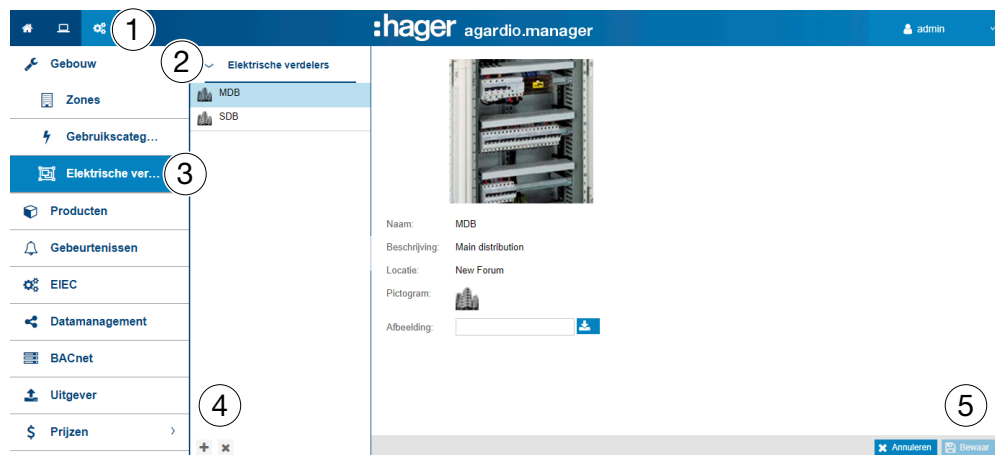 1
:hager agardio.manager
admin
Gebouw
Zones
Gebruikscateg...
Elektrische ver...
3
Producten
Gebeurtenissen
EIEC
Datamanagement
BACnet
Uitgever
$ Prijzen
2
Elektrische verdelers
MDB
SDB
4
Naam: MDB
Beschrijving: Main distribution
Locatie: New Forum
Pictogram:
Afbeelding:
5
Annuleren
Bewaar